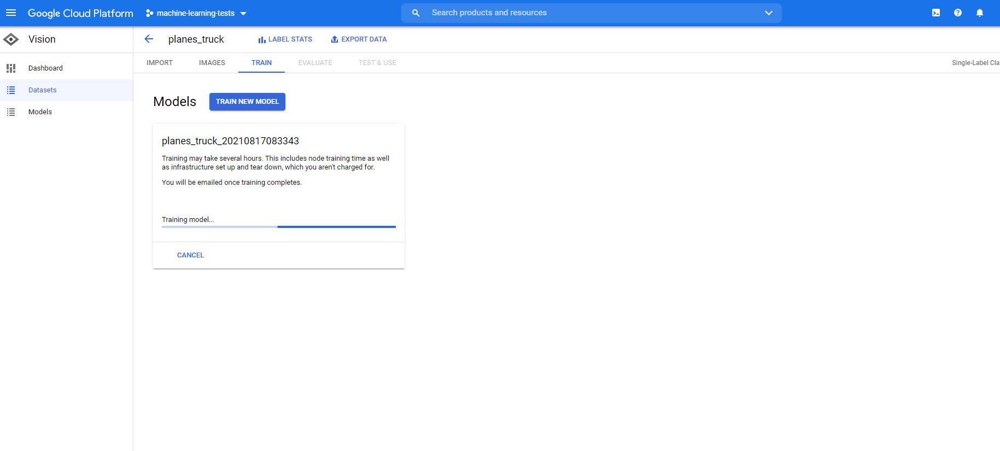 Google Cloud Platform
machine-learning-tests
Search products and resources
Vision
planes_truck
LABEL STATS
EXPORT DATA
Dashboard
Datasets
Models
IMPORT
IMAGES
TRAIN
EVALUATE
TEST & USE
Single-Label Cla
Models
TRAIN NEW MODEL
planes_truck_20210817083343
Training may take several hours. This includes node training time as well
as infrastructure set up and tear down, which you aren't charged for.
You will be emailed once training completes.
Training model...
CANCEL